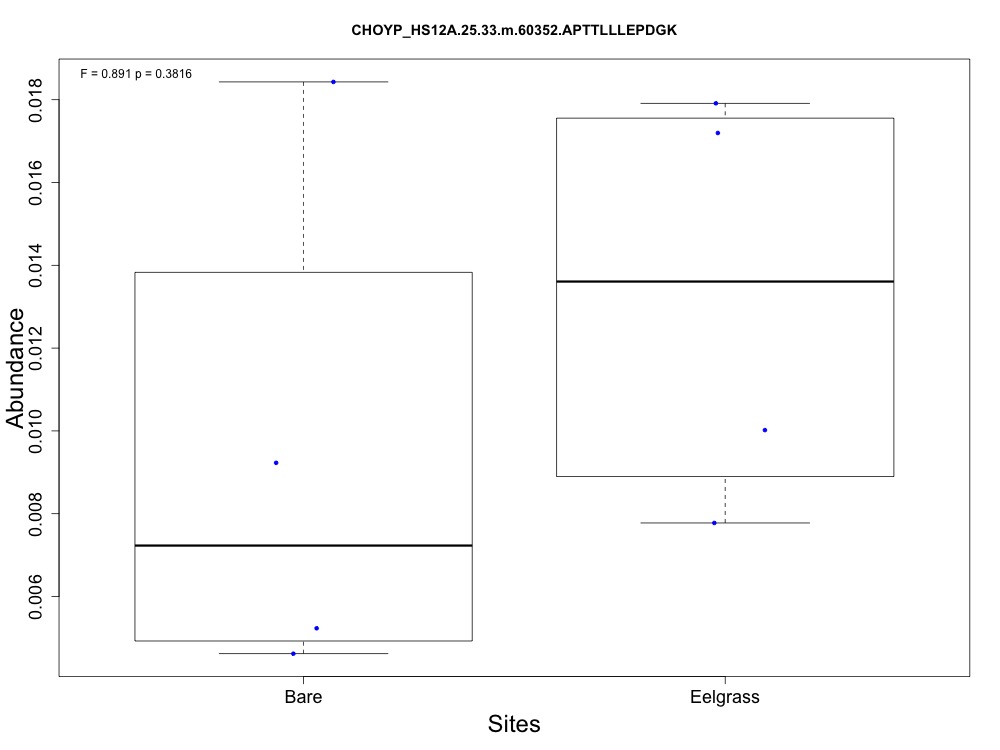 CHOYP_HS12A.25.33.m.60352.APTTLLLEPDGK
F = 0.891 p = 0.3816
0.018
0.016
0.014
0.012
0.010
0.008
0.006
Abundance
Bare
Eelgrass
Sites